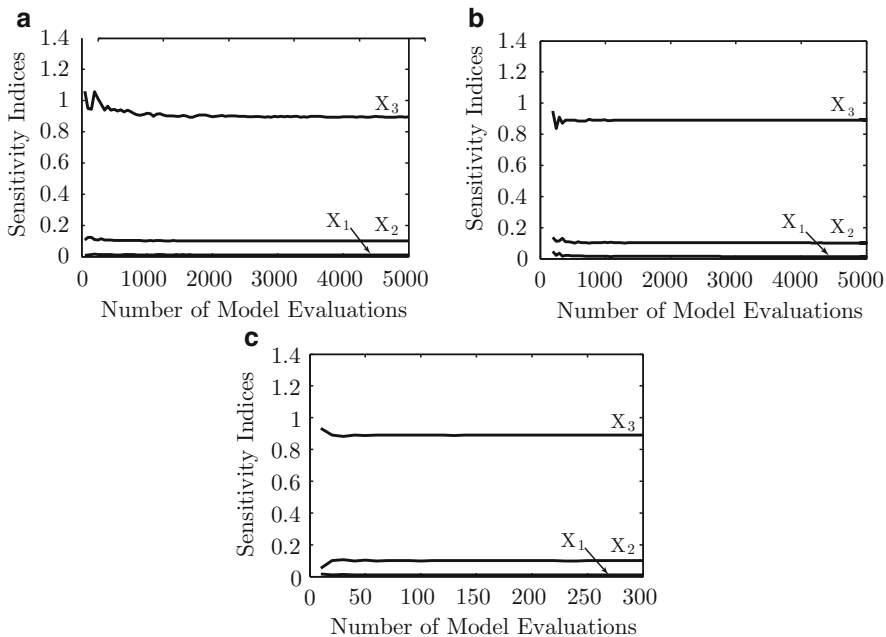 a
1.4
1.2
1
0.8
0.6
0.4
0.2
0
Sensitivity Indices
X3
X1
X2
0 1000 2000 3000 4000 5000
Number of Model Evaluations
b
1.4
1.2
1
0.8
0.6
0.4
0.2
0
Sensitivity Indices
X3
X1
X2
0 1000 2000 3000 4000 5000
Number of Model Evaluations
c
1.4
1.2
1
0.8
0.6
0.4
0.2
0
Sensitivity Indices
X3
X1
X2
0 50 100 150 200 250 300
Number of Model Evaluations